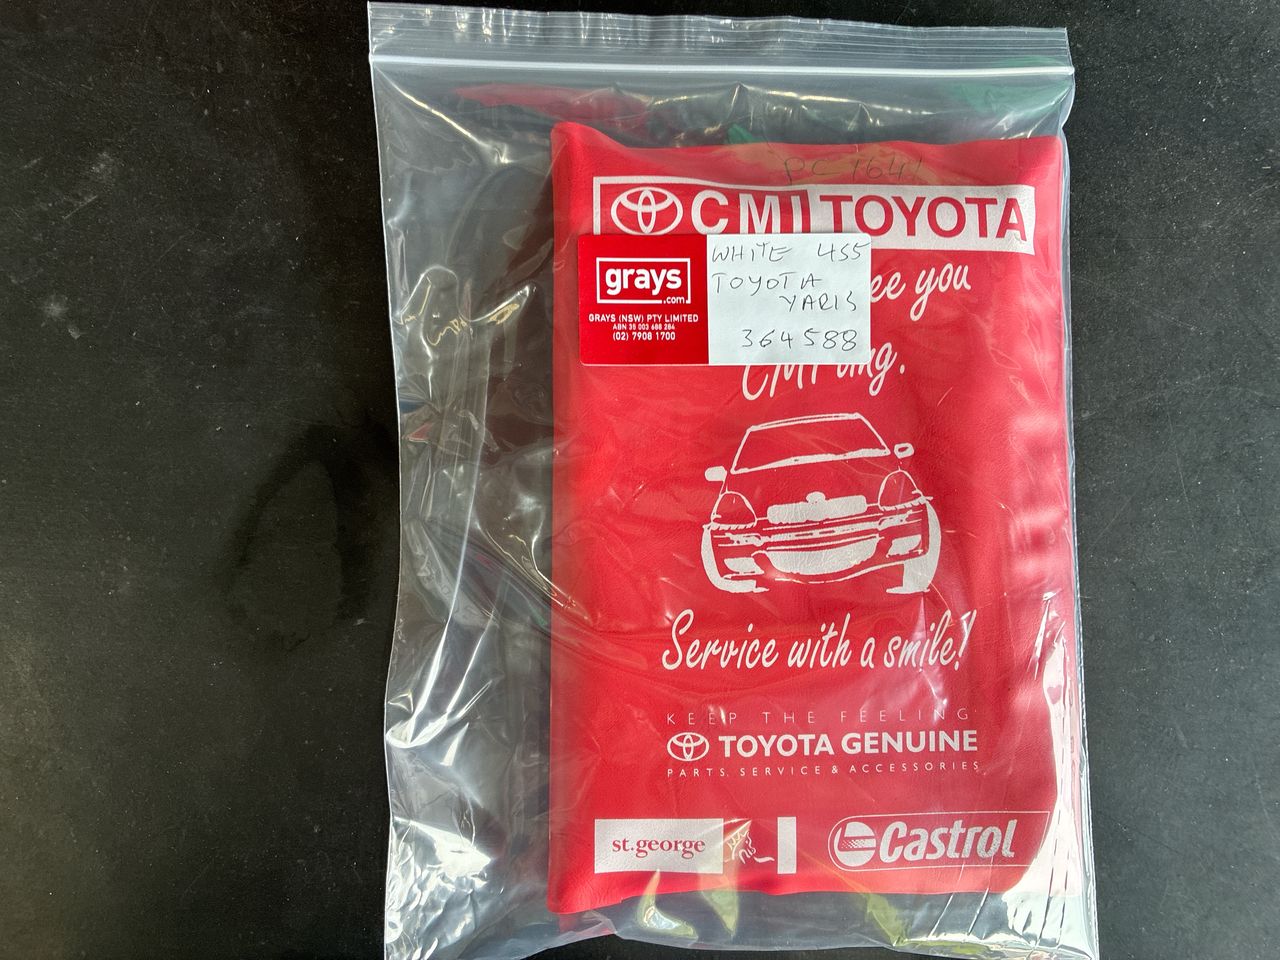 PC 1641
CMI TOYOTA
ee you
CMI ing.
grays
.com
GRAYS (NSW) PTY LIMITED
ABN 35 003 688 284
(02) 7908 1700
WHITE 455
TOYOTA
YARIS
364588
Service with a smile!
KEEP THE FEELING
TOYOTA GENUINE
PARTS, SERVICE & ACCESSORIES
st.george
Castrol